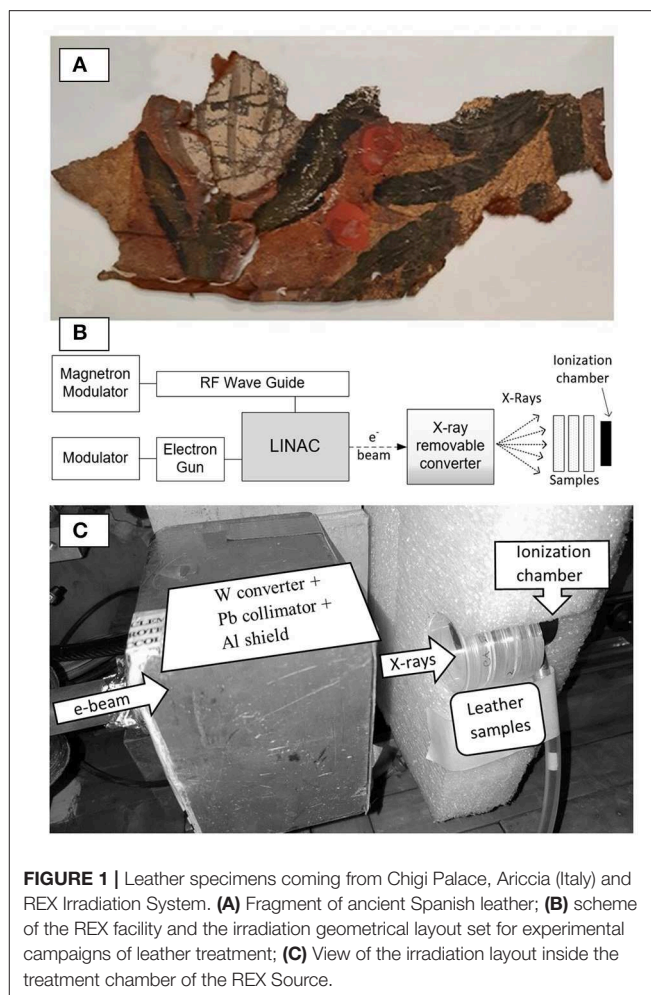 A
B
Magnetron
Modulator
RF Wave Guide
Modulator
Electron
Gun
LINAC
e-
beam
X-ray
removable
converter
X-Rays
Ionization
chamber
Samples
C
W converter +
Pb collimator +
Al shield
e-beam
X-rays
Ionization
chamber
Leather
samples
FIGURE 1 | Leather specimens coming from Chigi Palace, Ariccia (Italy) and
REX Irradiation System. (A) Fragment of ancient Spanish leather; (B) scheme
of the REX facility and the irradiation geometrical layout set for experimental
campaigns of leather treatment; (C) View of the irradiation layout inside the
treatment chamber of the REX Source.